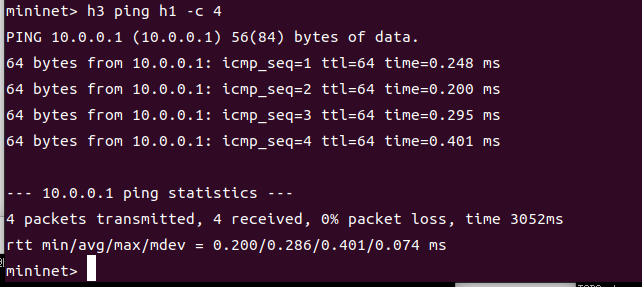 mininet> h3 ping h1 -c 4
PING 10.0.0.1 (10.0.0.1) 56(84) bytes of data.
64 bytes from 10.0.0.1: icmp_seq=1 ttl=64 time=0.248 ms
64 bytes from 10.0.0.1: icmp_seq=2 ttl=64 time=0.200 ms
64 bytes from 10.0.0.1: icmp_seq=3 ttl=64 time=0.295 ms
64 bytes from 10.0.0.1: icmp_seq=4 ttl=64 time=0.401 ms
--- 10.0.0.1 ping statistics ---
4 packets transmitted, 4 received, 0% packet loss, time 3052ms
rtt min/avg/max/mdev = 0.200/0.286/0.401/0.074 ms
mininet>